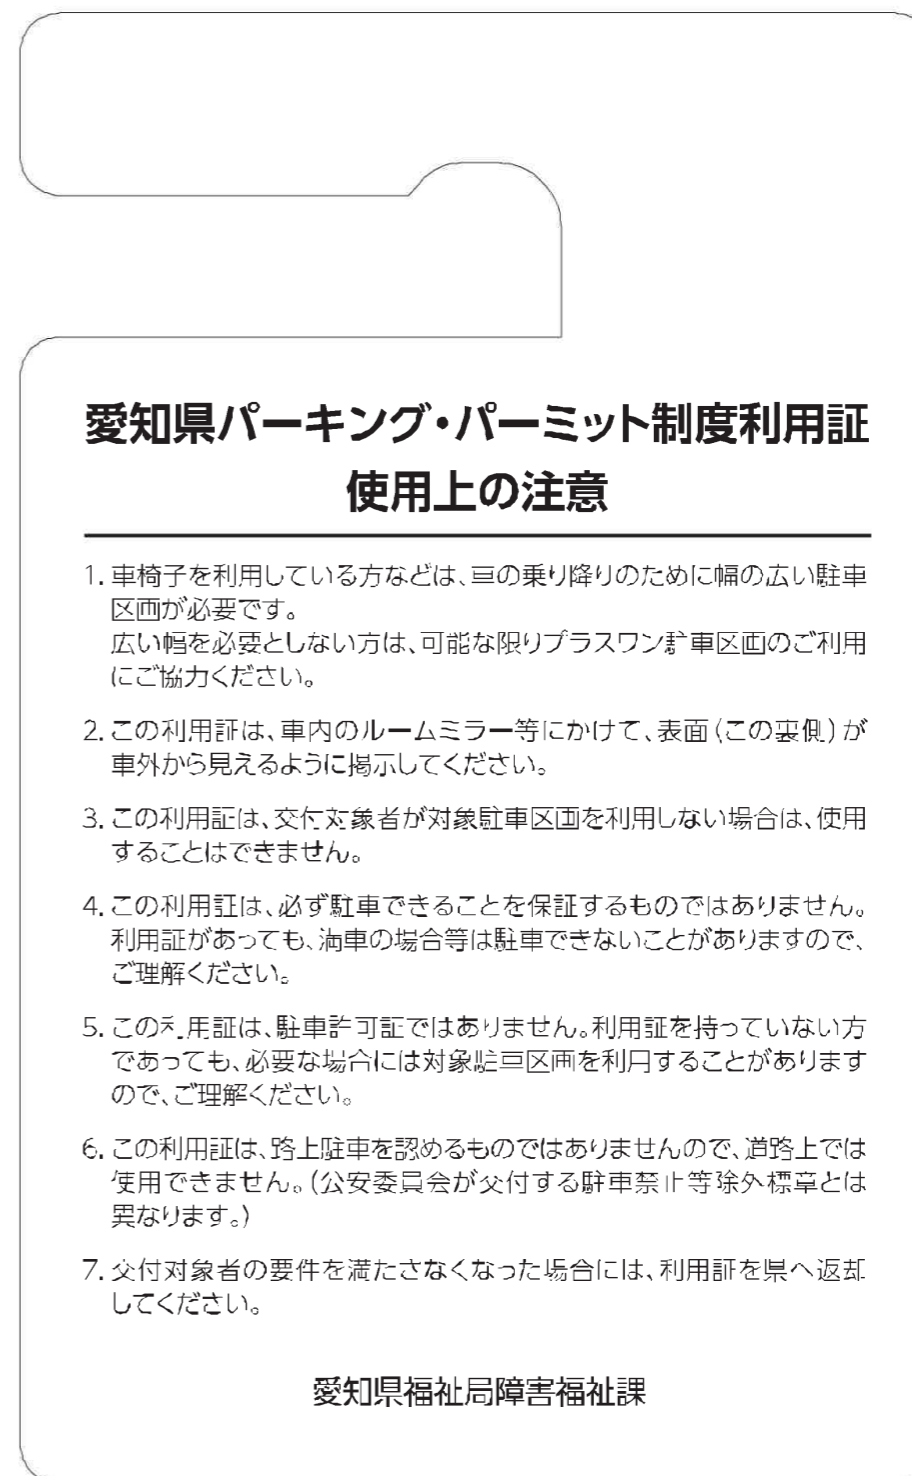 愛知県パーキング・パーミット制度利用証
使用上の注意
1. 車椅子を利用している方などは、車の乗り降りのために幅の広い駐車
区画が必要です。
広い幅を必要としない方は、可能な限りプラスワン駐車区画のご利用
にご協力ください。
2. この利用証は、車内のルームミラー等にかけて、表面（この裏側）が
車外から見えるように掲示してください。
3. この利用証は、交付対象者が対象駐車区画を利用しない場合は、使用
することはできません。
4. この利用証は、必ず駐車できることを保証するものではありません。
利用証があっても、満車の場合等は駐車できないことがありますので、
ご理解ください。
5. この利用証は、駐車許可証ではありません。利用証を持っていない方
であっても、必要な場合には対象駐車区画を利用することがあります
ので、ご理解ください。
6. この利用証は、路上駐車を認めるものではありませんので、道路上では
使用できません。（公安委員会が交付する駐車禁止等除外標章とは
異なります。）
7. 交付対象者の要件を満たさなくなった場合には、利用証を県へ返却
してください。
愛知県福祉局障害福祉課